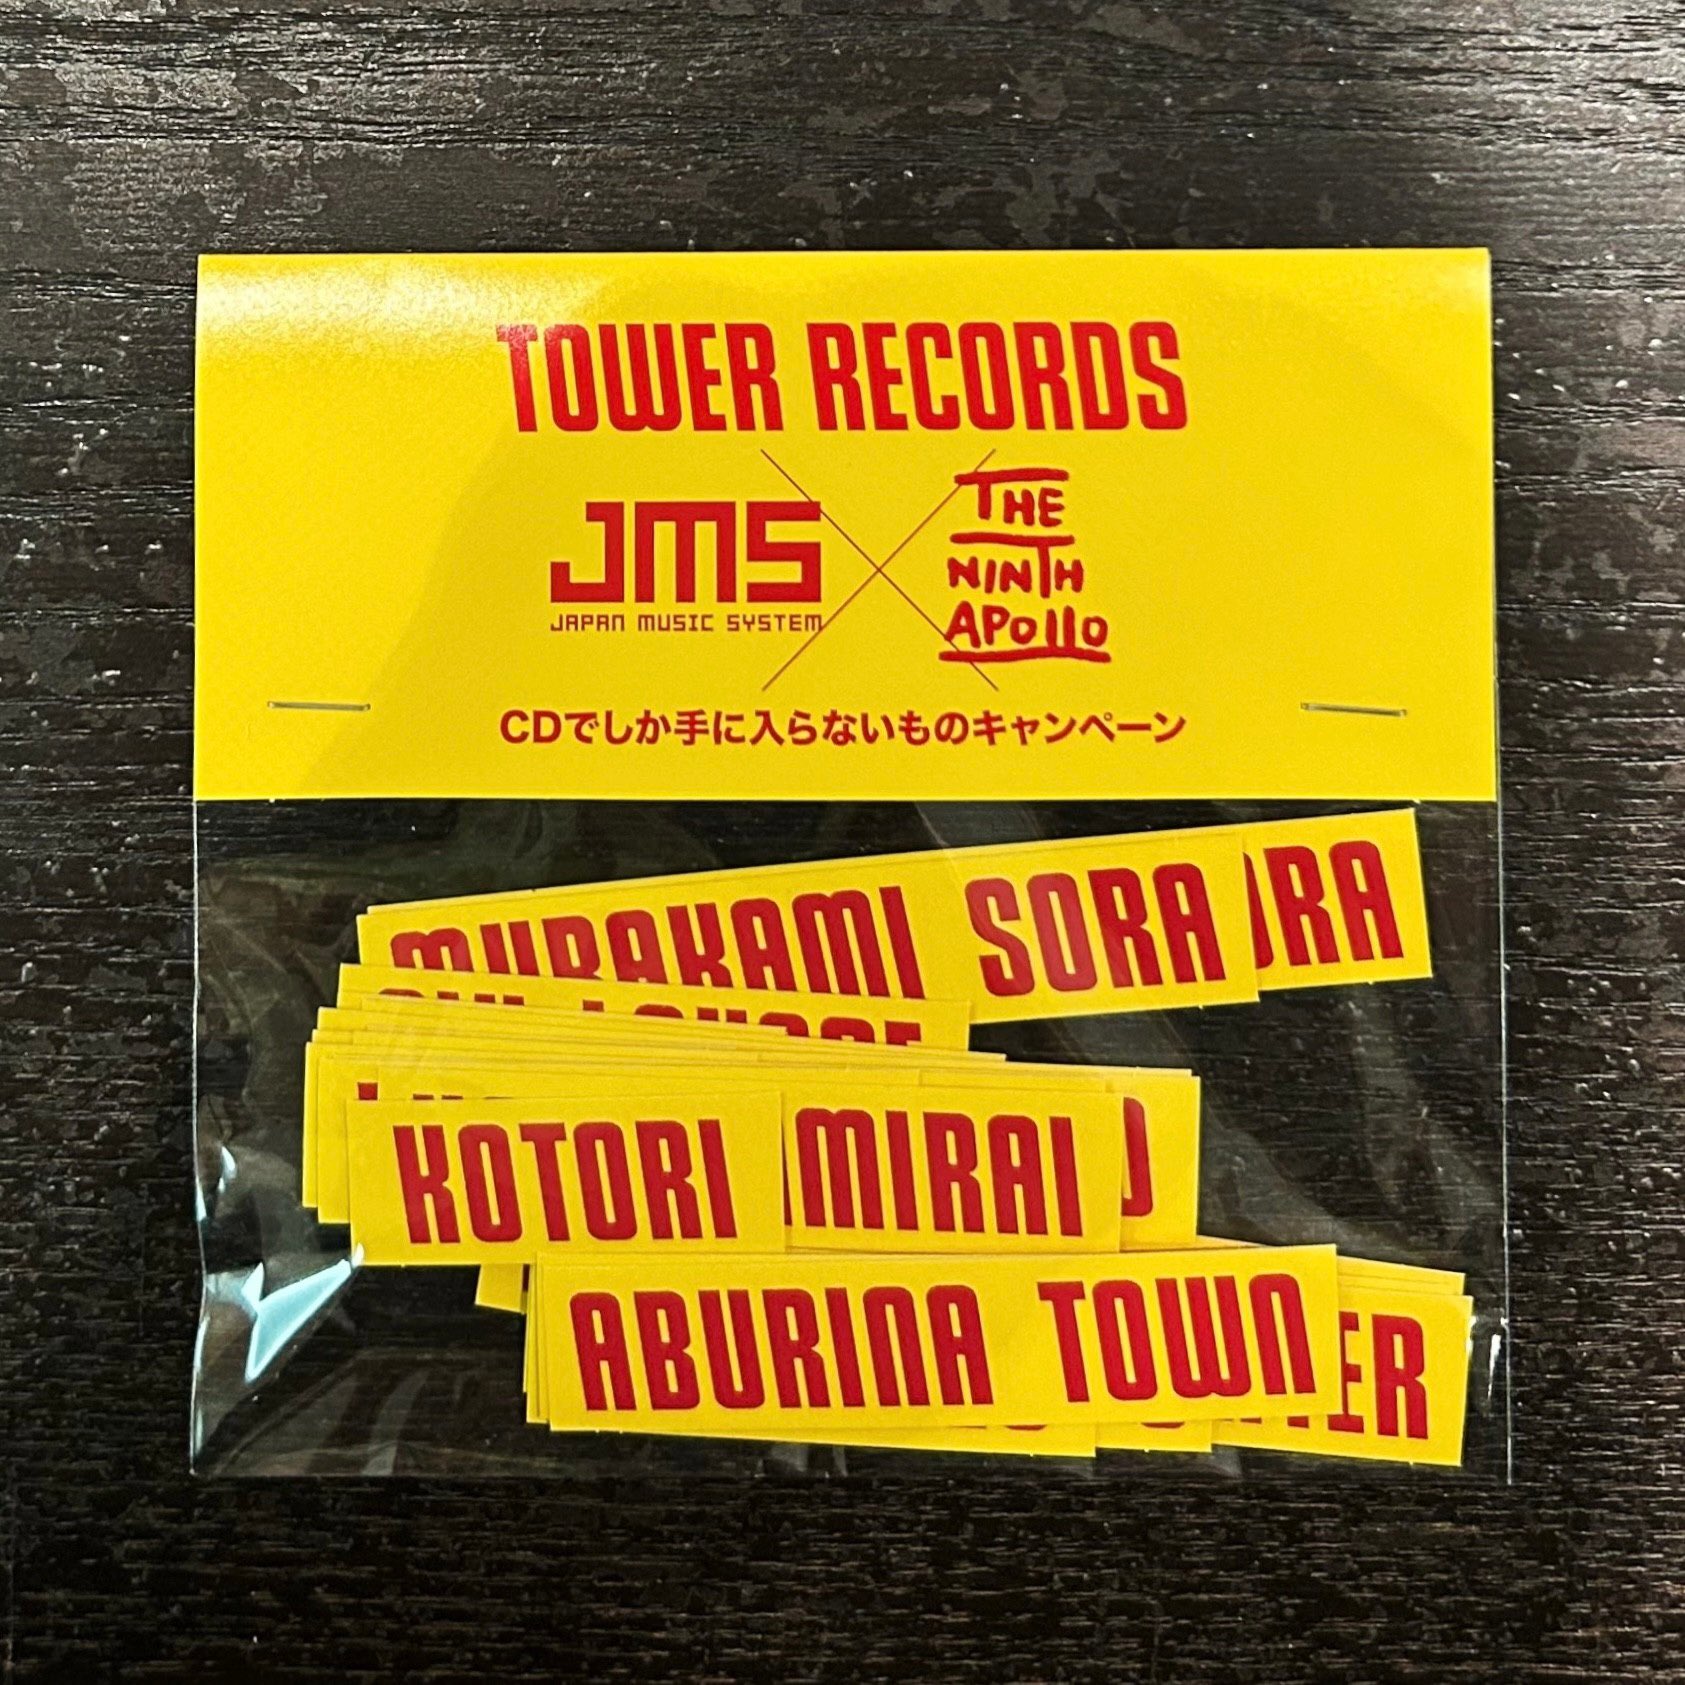 TOWER RECORDS
JMS
JAPAN MUSIC SYSTEM
THE
NINTH
APOLLO
CDでしか手に入らないものキャンペーン
MURAKAMI SORA
KOTORI
MIRAI
ABURINA TOWN